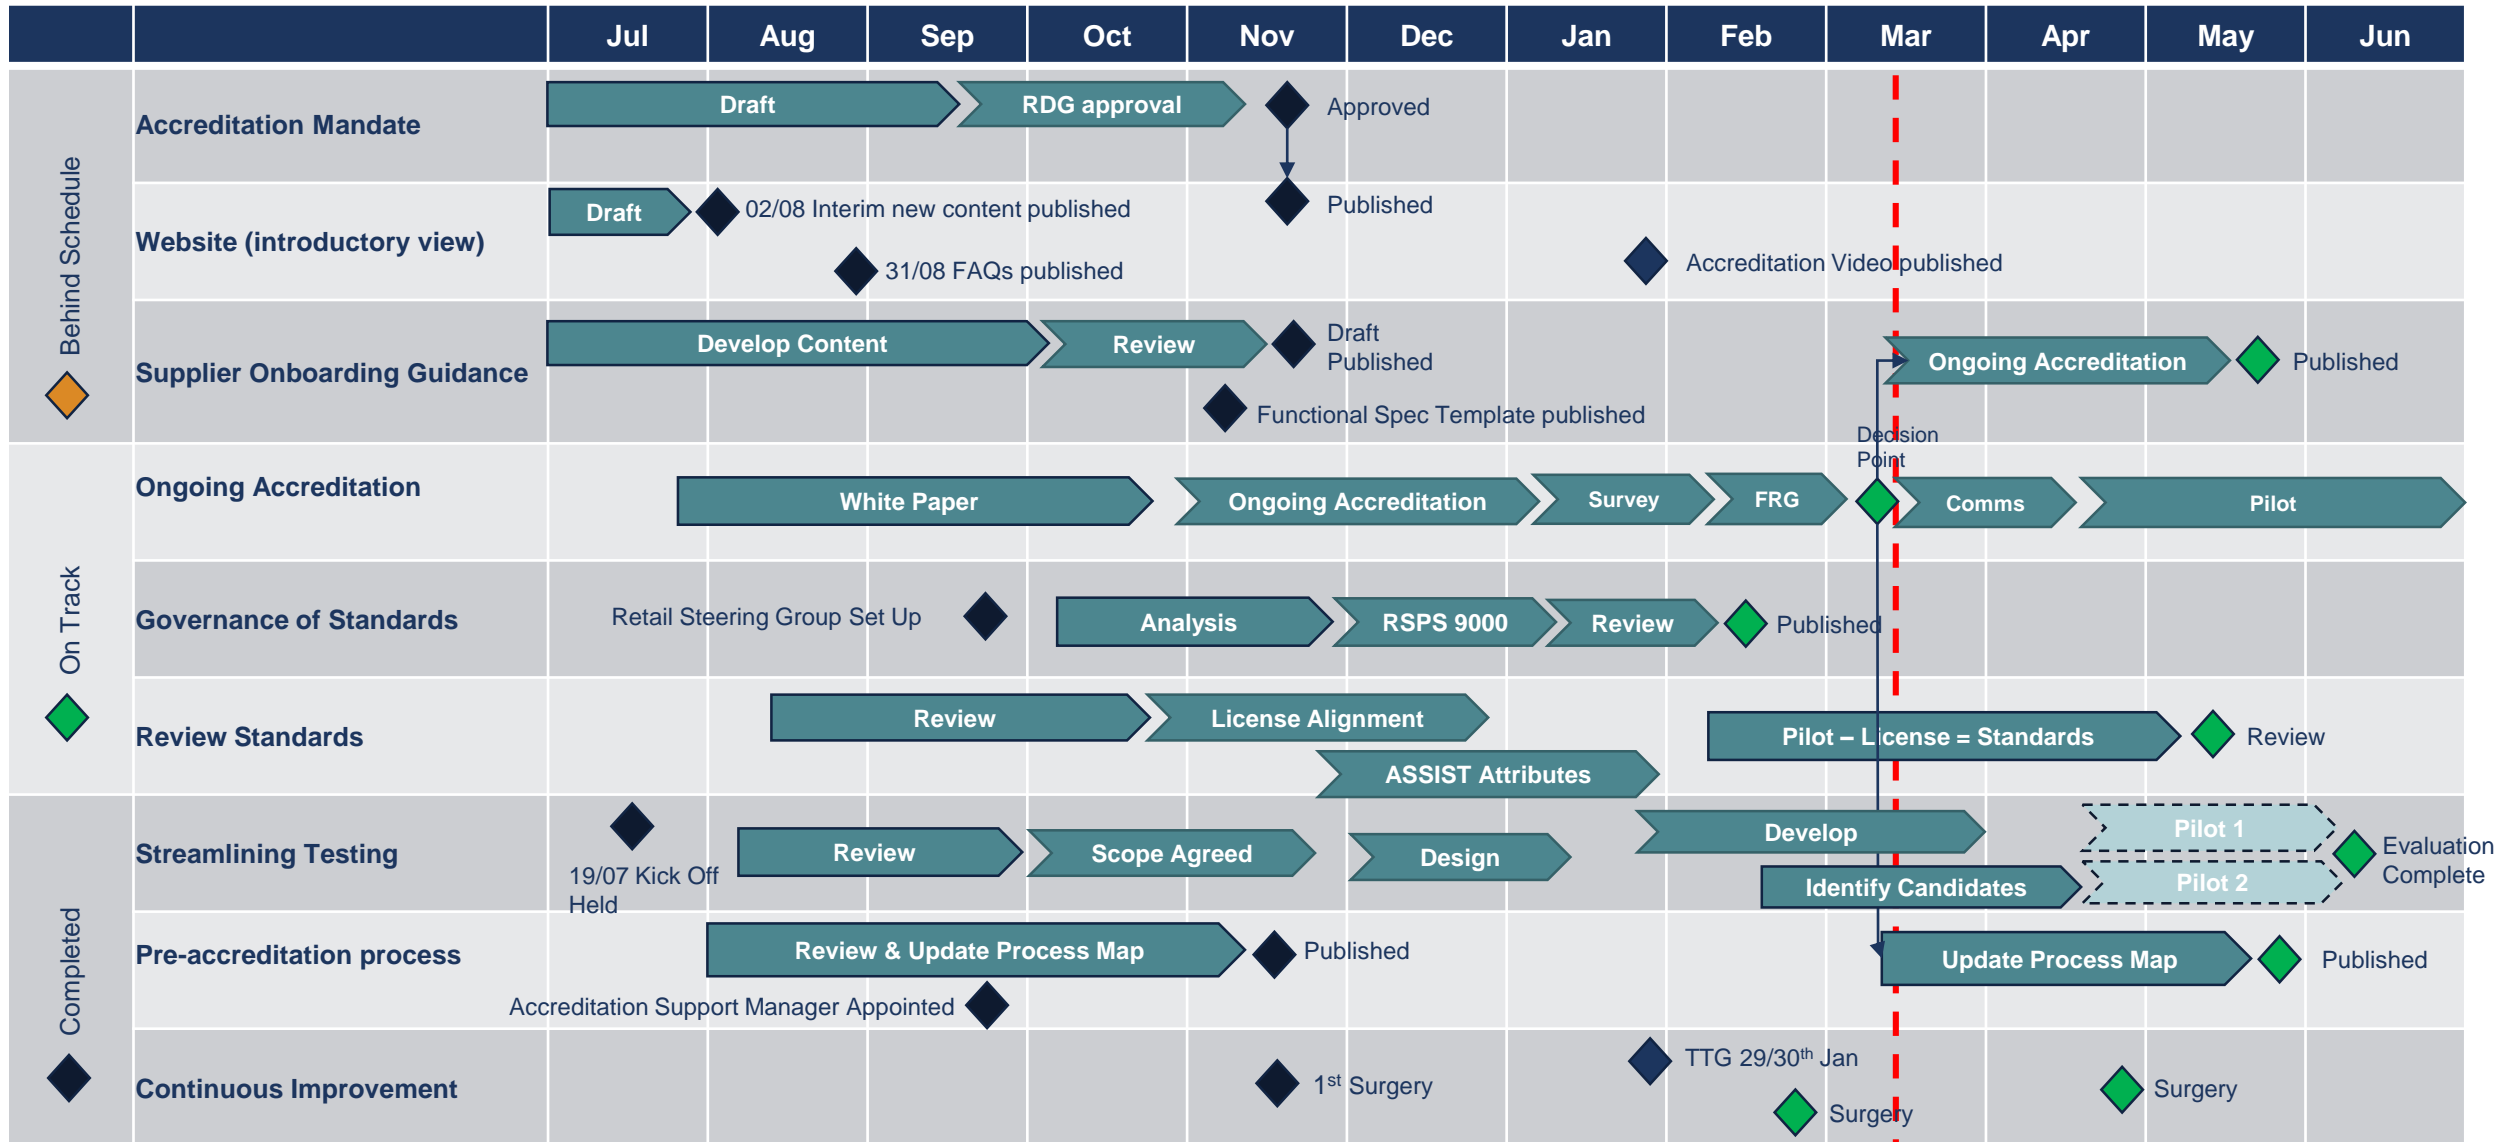 Jul Aug Sep Oct Nov Dec Jan Feb Mar Apr May Jun
Behind Schedule
On Track
Completed
Accreditation Mandate
Draft
RDG approval
Approved
Website (introductory view)
Draft
02/08 Interim new content published
Published
31/08 FAQs published
Accreditation Video published
Supplier Onboarding Guidance
Develop Content
Review
Draft
Published
Functional Spec Template published
Ongoing Accreditation
Published
Ongoing Accreditation
White Paper
Ongoing Accreditation
Survey
FRG
Decision
Point
Comms
Pilot
Governance of Standards
Retail Steering Group Set Up
Analysis
RSPS 9000
Review
Published
Review Standards
Review
License Alignment
ASSIST Attributes
Pilot – License = Standards
Review
Streamlining Testing
19/07 Kick Off
Held
Review
Scope Agreed
Design
Develop
Identify Candidates
Pilot 1
Pilot 2
Evaluation
Complete
Pre-accreditation process
Review & Update Process Map
Published
Accreditation Support Manager Appointed
Update Process Map
Published
Continuous Improvement
1st Surgery
TTG 29/30th Jan
Surgery
Surgery